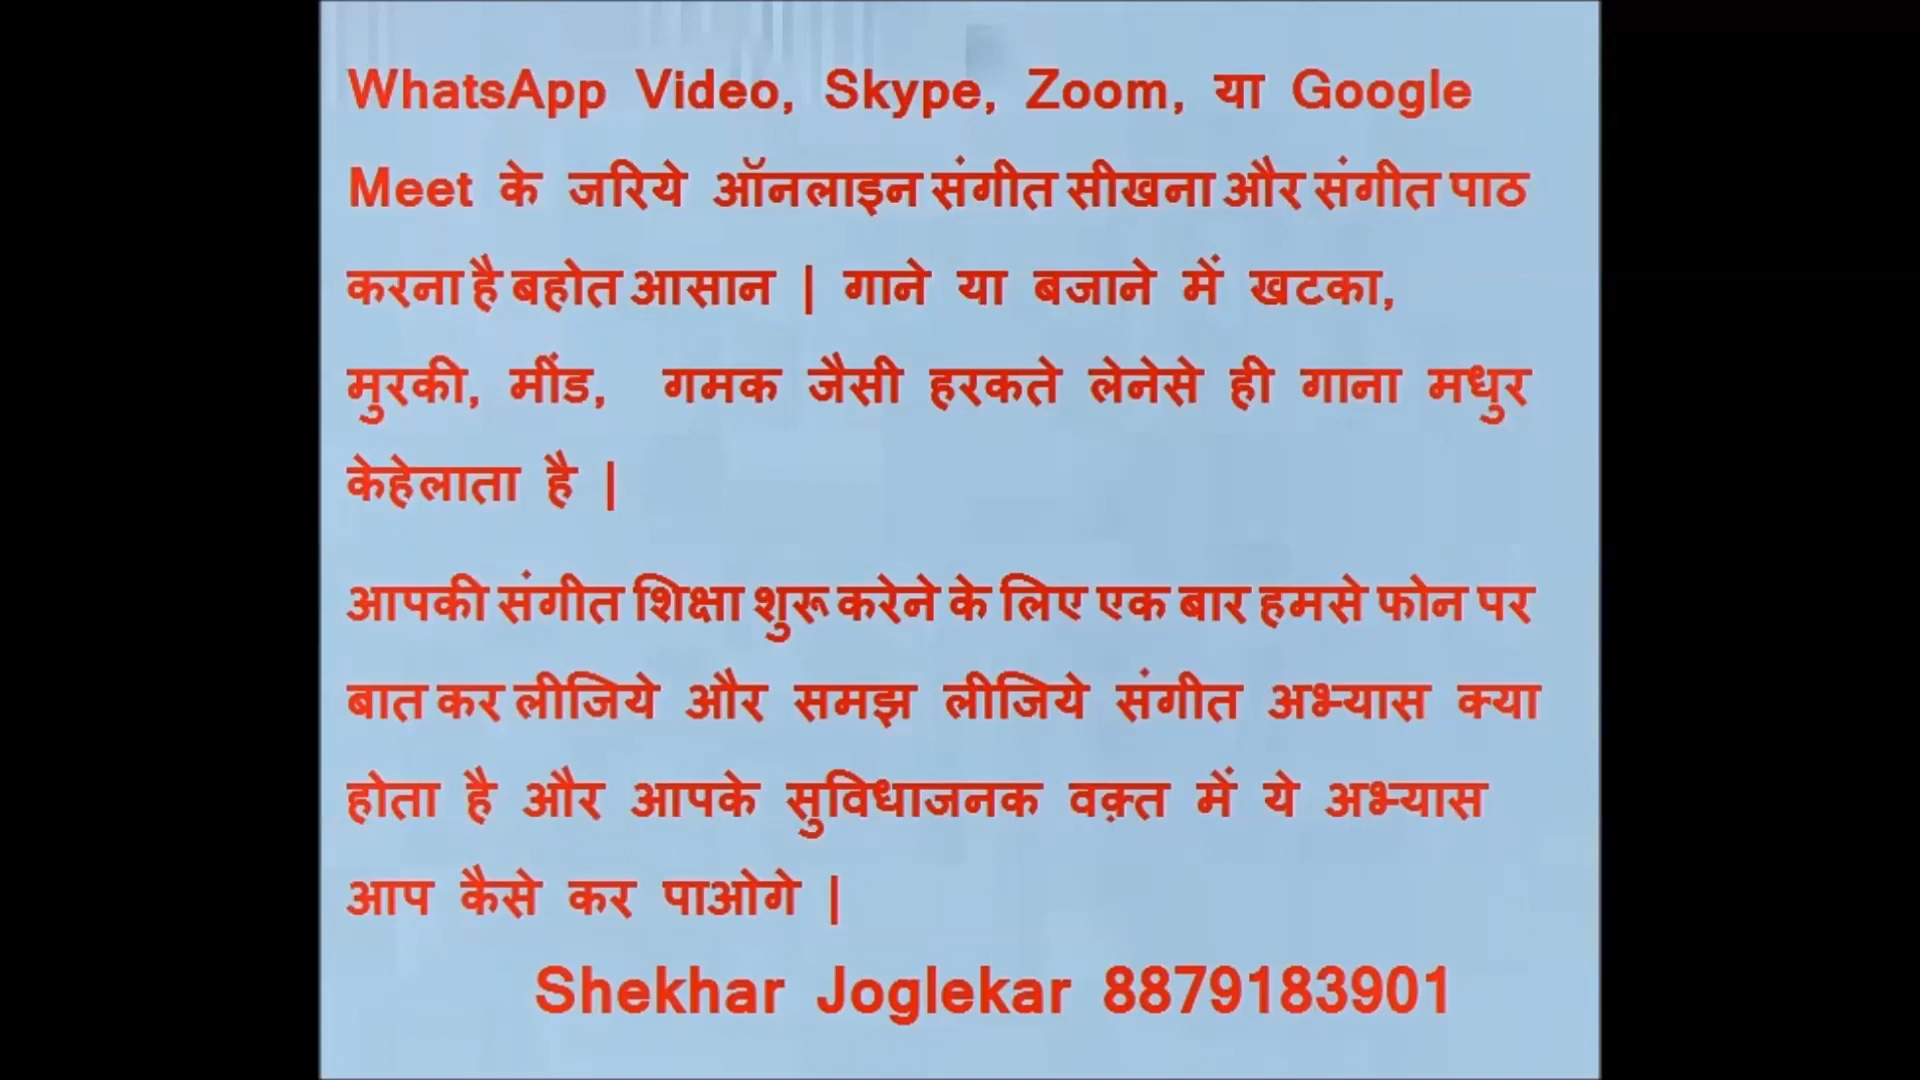 WhatsApp Video, Skype, Zoom, या Google
Meet के जरिये ऑनलाइन संगीत सीखना और संगीत पाठ
करना है बहोत आसान | गाने या बजाने में खटका,
मुरकी, मींड, गमक जैसी हरकते लेनेसे ही गाना मधुर
केहेलाता है |
आपकी संगीत शिक्षा शुरू करेने के लिए एक बार हमसे फोन पर
बात कर लीजिये और समझ लीजिये संगीत अभ्यास क्या
होता है और आपके सुविधाजनक वक़्त में ये अभ्यास
आप कैसे कर पाओगे |
Shekhar Joglekar 8879183901